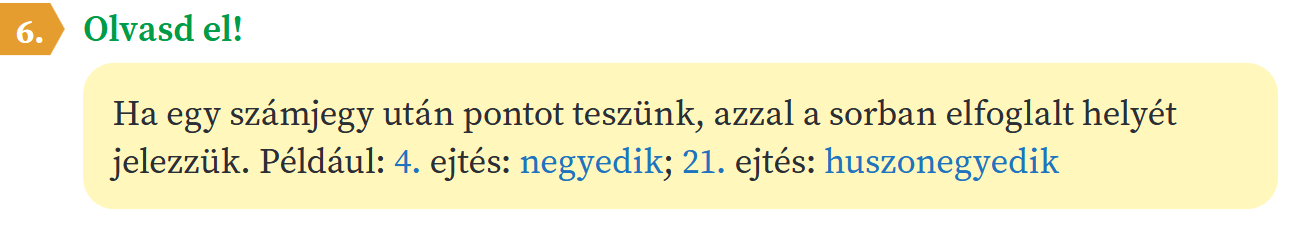 6. Olvasd el!
Ha egy számjegy után pontot teszünk, azzal a sorban elfoglalt helyét
jelezzük. Például: 4. ejtés: negyedik; 21. ejtés: huszonegyedik